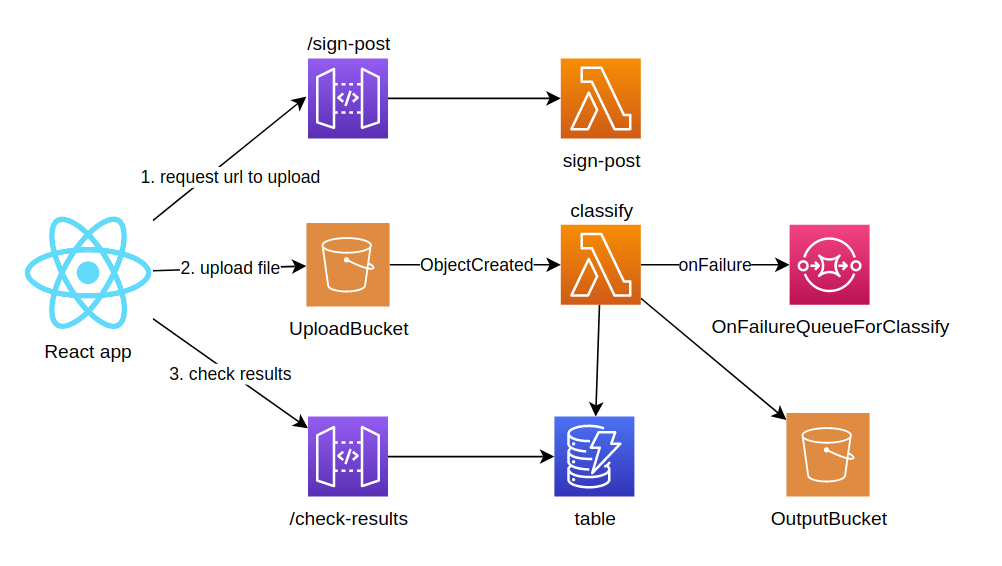 /sign-post
sign-post
1. request url to upload
classify
2. upload file
ObjectCreated
onFailure
UploadBucket
OnFailureQueueForClassify
React app
3. check results
/check-results
table
OutputBucket